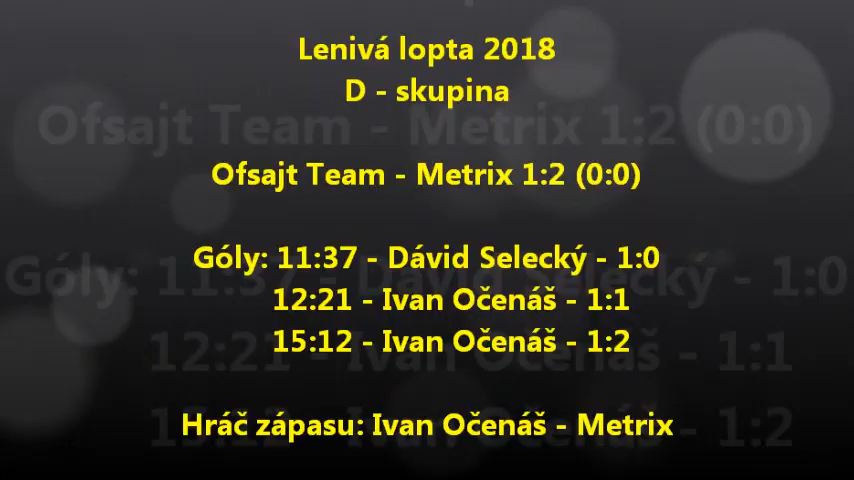 Lenivá lopta 2018
D - skupina
Ofsajt Team - Metrix 1:2 (0:0)
Góly: 11:37 - Dávid Selecký - 1:0
12:21 - Ivan Očenáš - 1:1
15:12 - Ivan Očenáš - 1:2
Hráč zápasu: Ivan Očenáš - Metrix